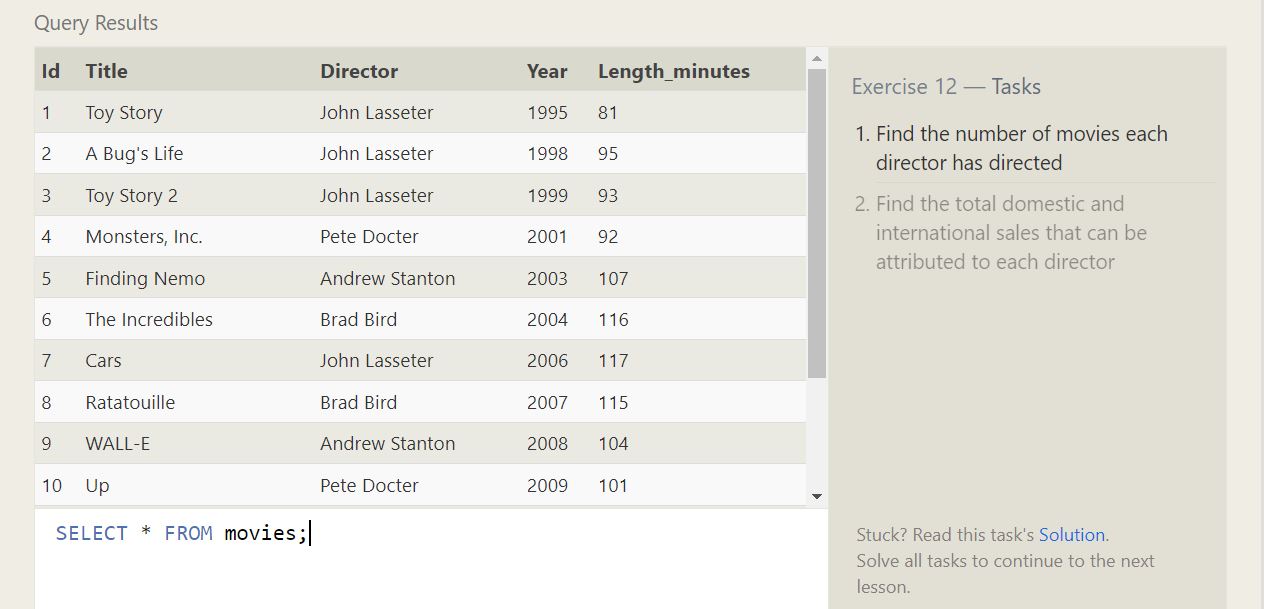 Query Results
Id Title Director Year Length_minutes
1 Toy Story John Lasseter 1995 81
2 A Bug's Life John Lasseter 1998 95
3 Toy Story 2 John Lasseter 1999 93
4 Monsters, Inc. Pete Docter 2001 92
5 Finding Nemo Andrew Stanton 2003 107
6 The Incredibles Brad Bird 2004 116
7 Cars John Lasseter 2006 117
8 Ratatouille Brad Bird 2007 115
9 WALL-E Andrew Stanton 2008 104
10 Up Pete Docter 2009 101
SELECT * FROM movies;
Exercise 12 — Tasks
1. Find the number of movies each
director has directed
2. Find the total domestic and
international sales that can be
attributed to each director
Stuck? Read this task's Solution.
Solve all tasks to continue to the next
lesson.